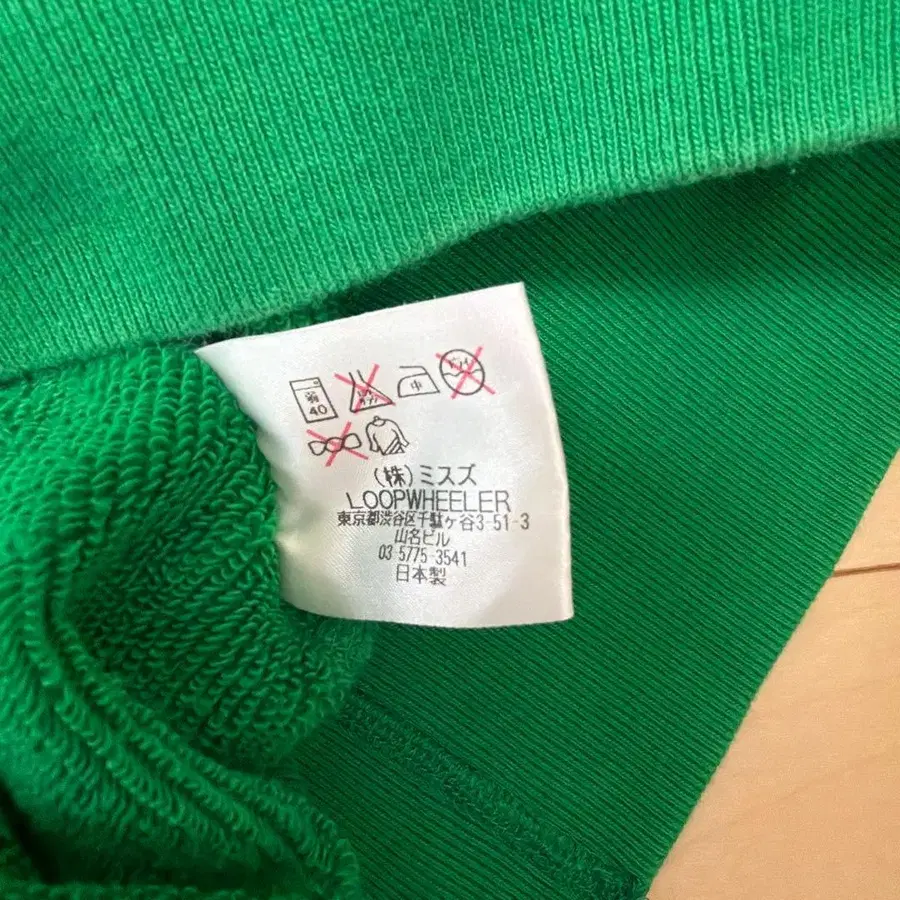 弱
40
中
(株)ミスズ
LOOPWHEELER
東京都渋谷区千駄ヶ谷3-51-3
山名ビル
03 5775-3541
日本製